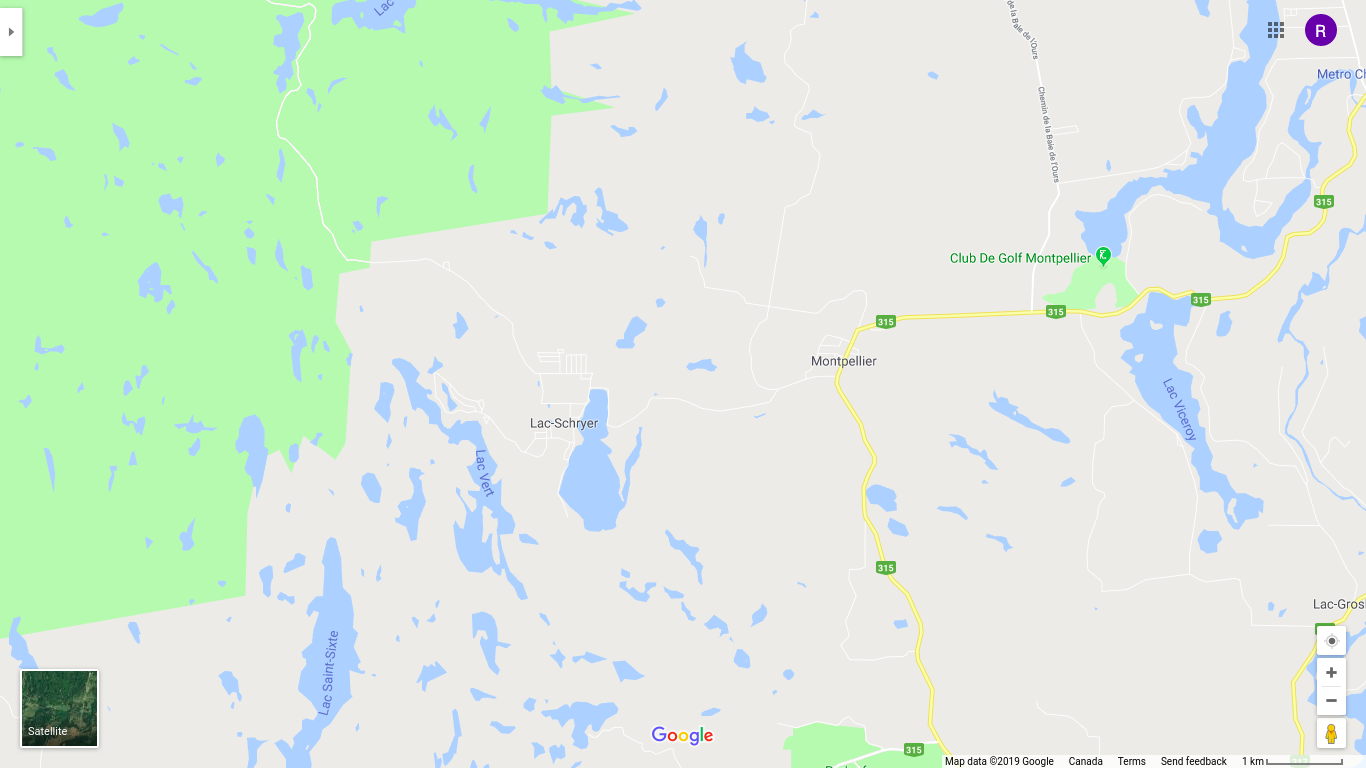 Lac
de la Baie de l'Ours
R
Metro Ch
Chemin de la Baie de l'Ours
315
Club De Golf Montpellier
315
315
315
Montpellier
Lac Viceroy
Lac-Schryer
Lac Vert
315
Lac-Gros
Lac Saint-Sixte
Satellite
Google
315
Map data ©2019 Google Canada Terms Send feedback 1 km